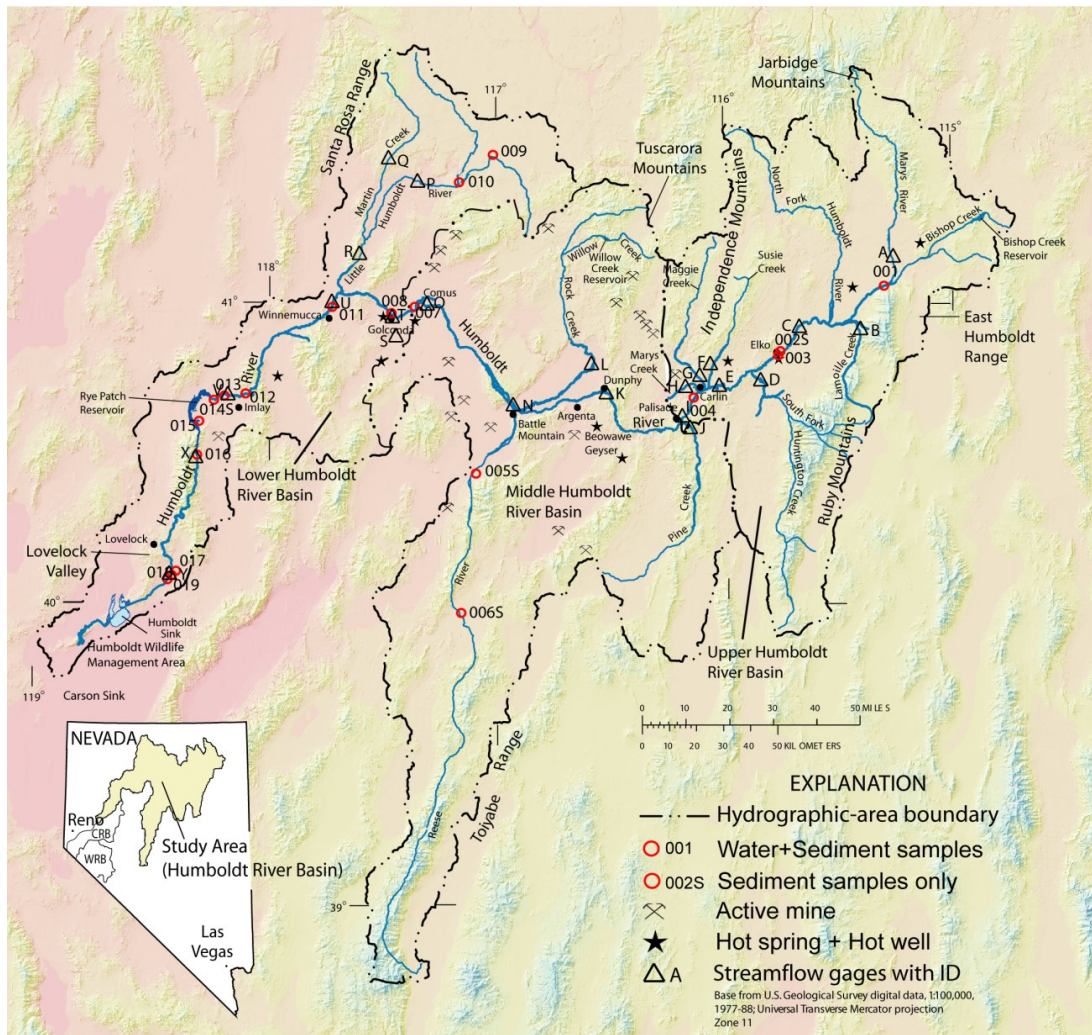 Jarbidge
Mountains
117°
116°
115°
Santa Rosa Range
Creek
Q
009
Tuscarora
Mountains
Independence Mountains
North
Fork
Humboldt
River
Marys
River
P
River
010
Martin
Humboldt
Little
R
Bishop Creek
Bishop Creek
Reservoir
A
001
Willow
Creek
Willow
Creek
Reservoir
Rock
Creek
Maggie
Creek
Susie
Creek
118°
41°
U
Winnemucca
011
008
T
Golconda
S
007
Comus
O
Humboldt
C
B
East
Humboldt
Range
Elko
002S
003
Marys
Creek
F
G
H
E
Carlin
D
Lamoille Creek
South Fork
L
Dunphy
K
Palisade
River
004
I
J
River
013
V
012
Rye Patch
Reservoir
014S
Imlay
015
N
Battle
Mountain
Argenta
Beowawe
Geyser
X
016
Lower Humboldt
River Basin
005S
Middle Humboldt
River Basin
Huntington Creek
Ruby Mountains
Humboldt
Creek
Pine
Lovelock
Lovelock
Valley
017
018
Y
019
River
40°
006S
Humboldt
Sink
Humboldt Wildlife
Management Area
Upper Humboldt
River Basin
119°
Carson Sink
0 10 20 30 40 50 MILES
0 10 20 30 40 50 KILOMETERS
Toiyabe Range
Reese
39°
NEVADA
Reno
CRB
WRB
Study Area
(Humboldt River Basin)
Las
Vegas
EXPLANATION
Hydrographic-area boundary
001 Water+Sediment samples
002S Sediment samples only
Active mine
Hot spring + Hot well
A Streamflow gages with ID
Base from U.S. Geological Survey digital data, 1:100,000,
1977-88; Universal Transverse Mercator projection
Zone 11